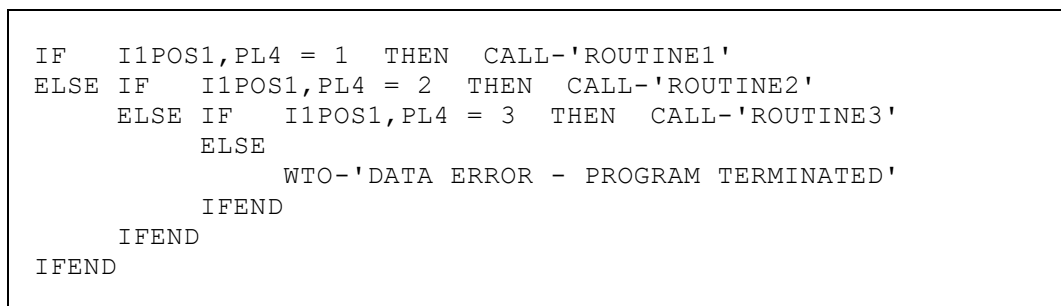 IF   I1POS1,PL4 = 1  THEN  CALL-'ROUTINE1'
ELSE IF   I1POS1,PL4 = 2  THEN  CALL-'ROUTINE2'
     ELSE IF   I1POS1,PL4 = 3  THEN  CALL-'ROUTINE3'
          ELSE
               WTO-'DATA ERROR - PROGRAM TERMINATED'
          IFEND
     IFEND
IFEND